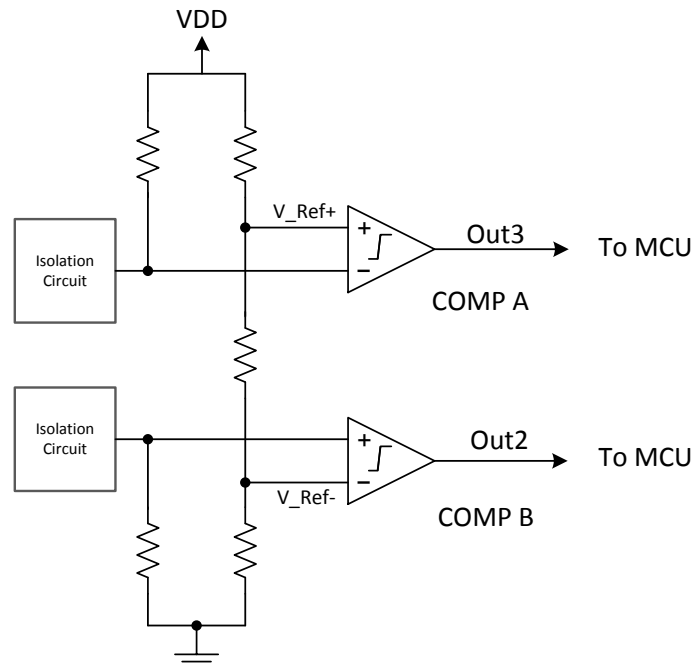 VDD
V_Ref+
+
Out3
To MCU
Isolation
Circuit
−
COMP A
Isolation
Circuit
+
Out2
To MCU
V_Ref-
−
COMP B